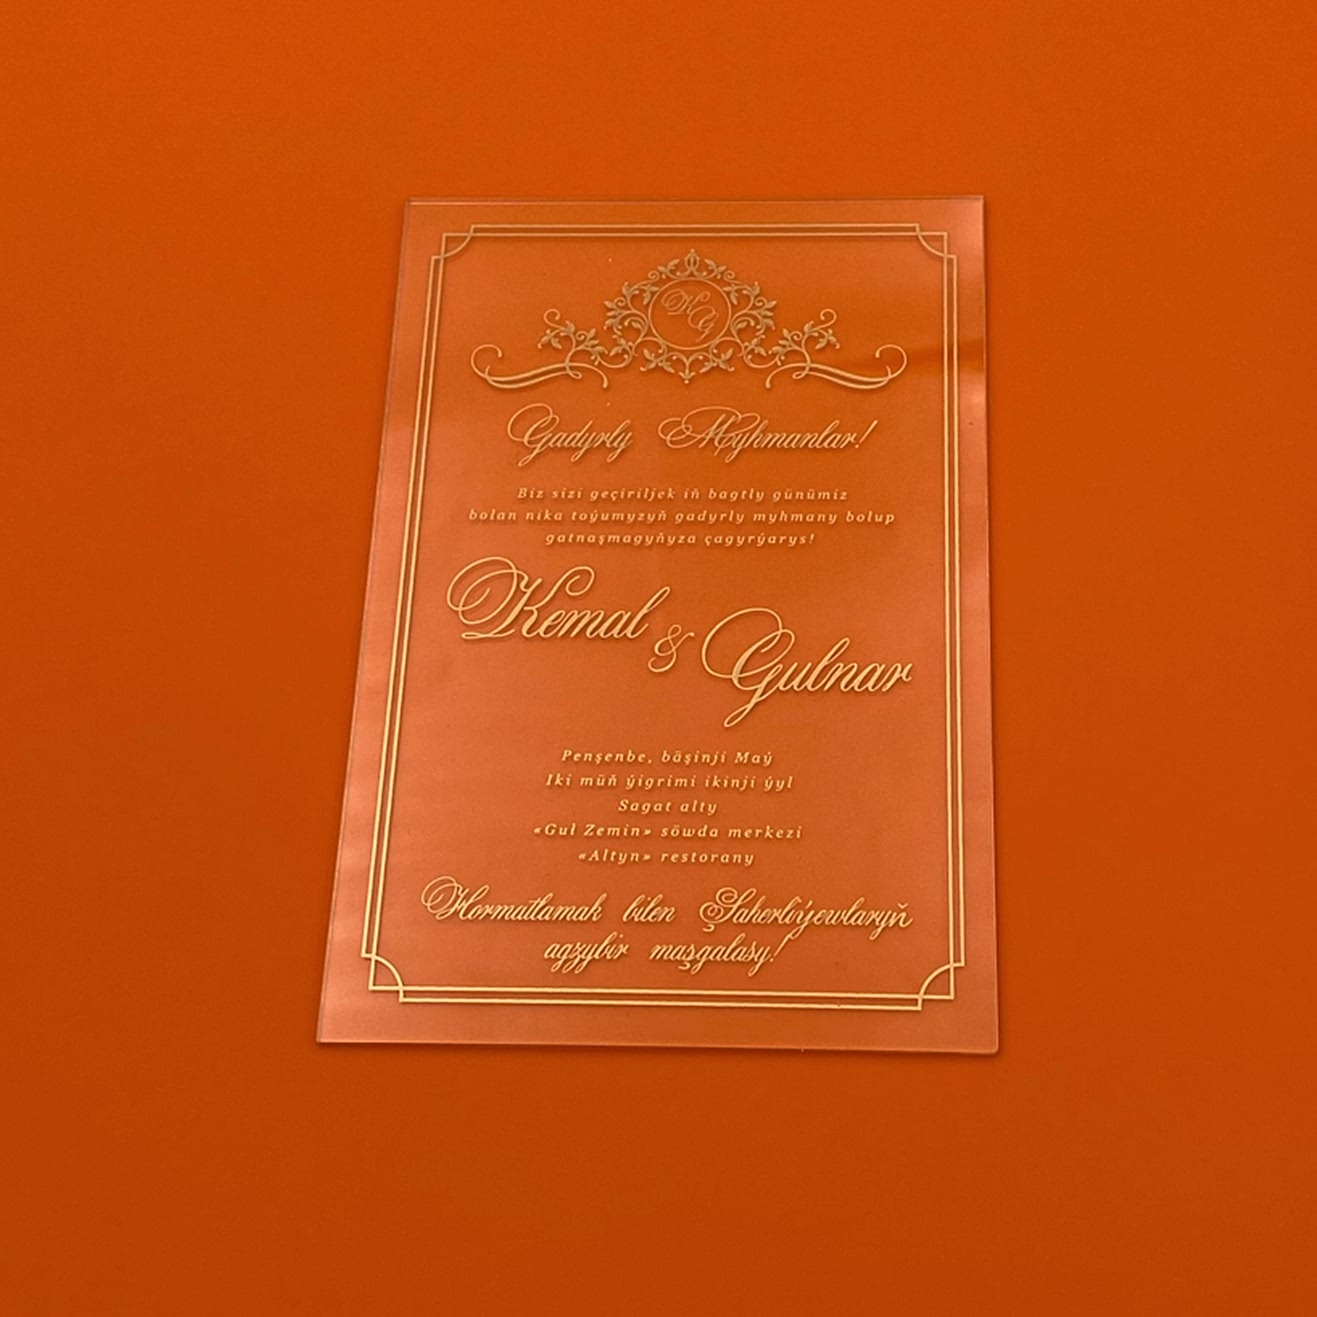 KG
Gadyrly Myhmanlar!
Biz sizi geçiriljek iň bagtly günümiz
bolan nika toýumyzyň gadyrly myhmany bolup
gatnaşmagyňyza çagyrýarys!
Kemal & Gulnar
Penşenbe, bäşinji Maý
Iki müň ýigrimi ikinji ýyl
Sagat alty
«Gul Zemin» söwda merkezi
«Altyn» restorany
Hormatlamak bilen Şaherliýewlaryň
agzybir maşgalasy!